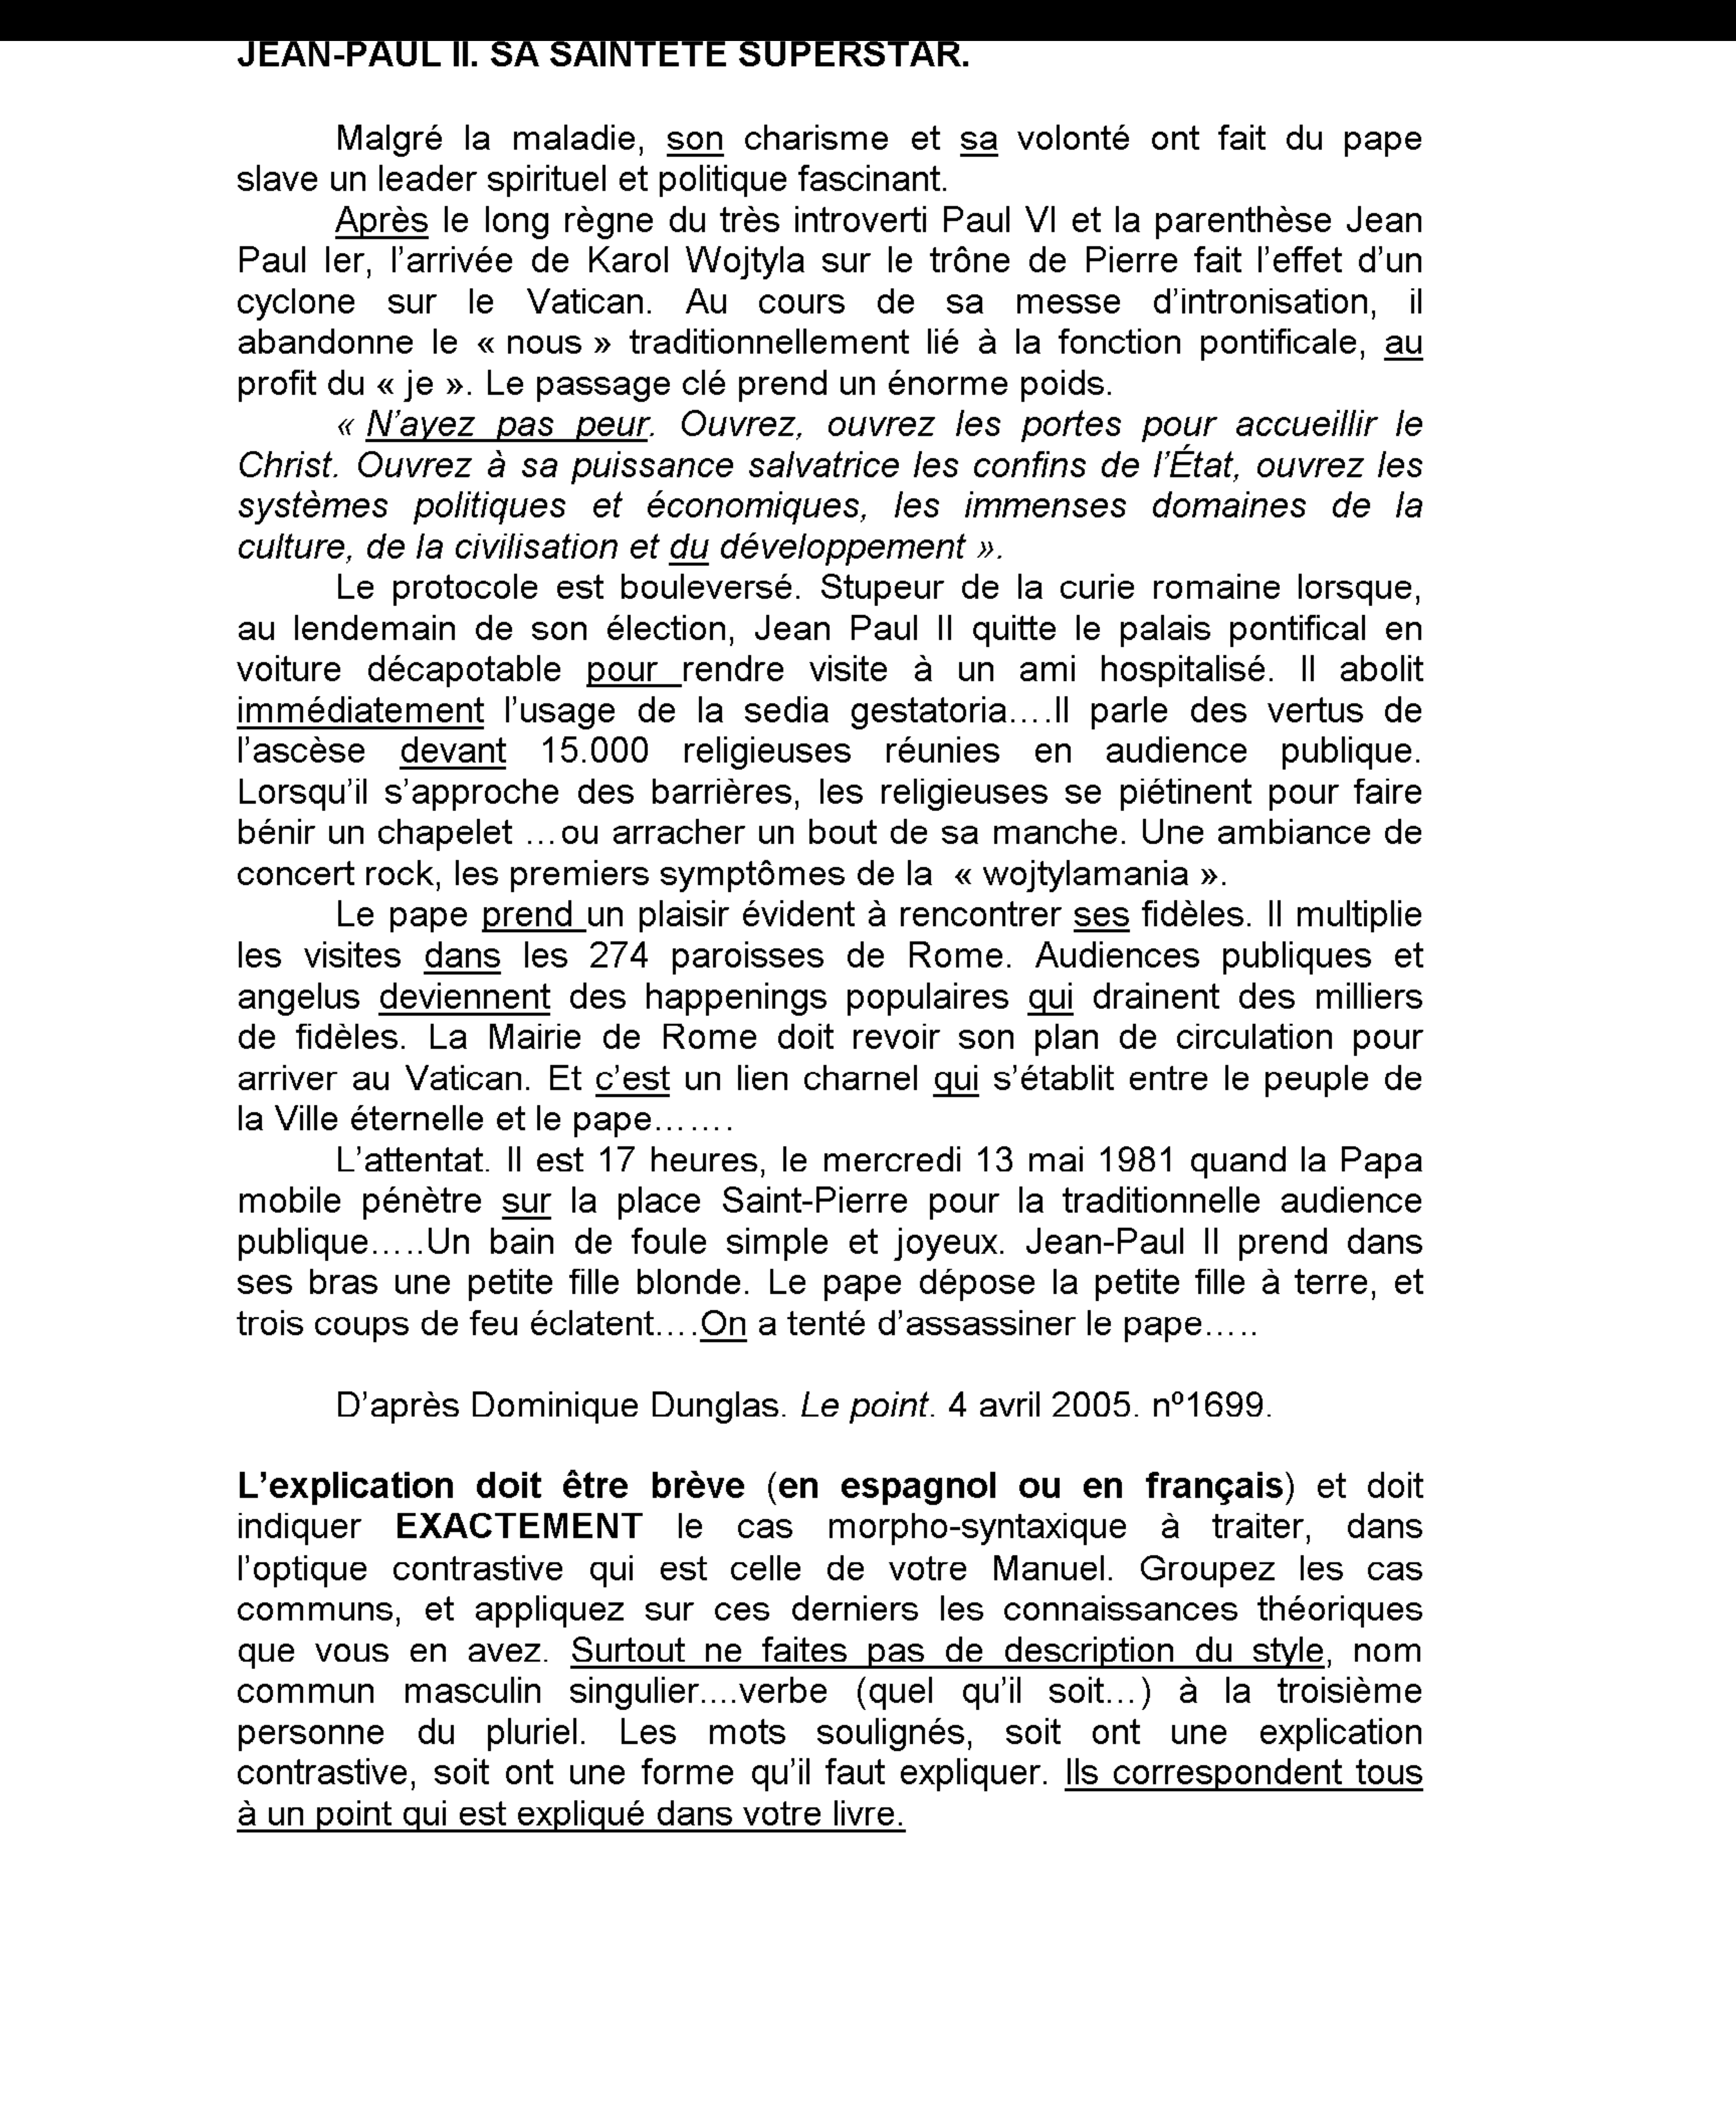 JEAN-PAUL II. SA SAINTETE SUPERSTAR.
Malgré la maladie, son charisme et sa volonté ont fait du pape
slave un leader spirituel et politique fascinant.
Après le long règne du très introverti Paul VI et la parenthèse Jean
Paul Ier, l’arrivée de Karol Wojtyla sur le trône de Pierre fait l’effet d’un
cyclone sur le Vatican. Au cours de sa messe d’intronisation, il
abandonne le « nous » traditionnellement lié à la fonction pontificale, au
profit du « je ». Le passage clé prend un énorme poids.
« N’ayez pas peur. Ouvrez, ouvrez les portes pour accueillir le
Christ. Ouvrez à sa puissance salvatrice les confins de l’État, ouvrez les
systèmes politiques et économiques, les immenses domaines de la
culture, de la civilisation et du développement ».
Le protocole est bouleversé. Stupeur de la curie romaine lorsque,
au lendemain de son élection, Jean Paul II quitte le palais pontifical en
voiture décapotable pour rendre visite à un ami hospitalisé. Il abolit
immédiatement l’usage de la sedia gestatoria….Il parle des vertus de
l’ascèse devant 15.000 religieuses réunies en audience publique.
Lorsqu’il s’approche des barrières, les religieuses se piétinent pour faire
bénir un chapelet …ou arracher un bout de sa manche. Une ambiance de
concert rock, les premiers symptômes de la « wojtylamania ».
Le pape prend un plaisir évident à rencontrer ses fidèles. Il multiplie
les visites dans les 274 paroisses de Rome. Audiences publiques et
angelus deviennent des happenings populaires qui drainent des milliers
de fidèles. La Mairie de Rome doit revoir son plan de circulation pour
arriver au Vatican. Et c’est un lien charnel qui s’établit entre le peuple de
la Ville éternelle et le pape…….
L’attentat. Il est 17 heures, le mercredi 13 mai 1981 quand la Papa
mobile pénètre sur la place Saint-Pierre pour la traditionnelle audience
publique…..Un bain de foule simple et joyeux. Jean-Paul II prend dans
ses bras une petite fille blonde. Le pape dépose la petite fille à terre, et
trois coups de feu éclatent….On a tenté d’assassiner le pape…..
D’après Dominique Dunglas. Le point. 4 avril 2005. nº1699.
L’explication doit être brève (en espagnol ou en français) et doit
indiquer EXACTEMENT le cas morpho-syntaxique à traiter, dans
l’optique contrastive qui est celle de votre Manuel. Groupez les cas
communs, et appliquez sur ces derniers les connaissances théoriques
que vous en avez. Surtout ne faites pas de description du style, nom
commun masculin singulier....verbe (quel qu’il soit…) à la troisième
personne du pluriel. Les mots soulignés, soit ont une explication
contrastive, soit ont une forme qu’il faut expliquer. Ils correspondent tous
à un point qui est expliqué dans votre livre.